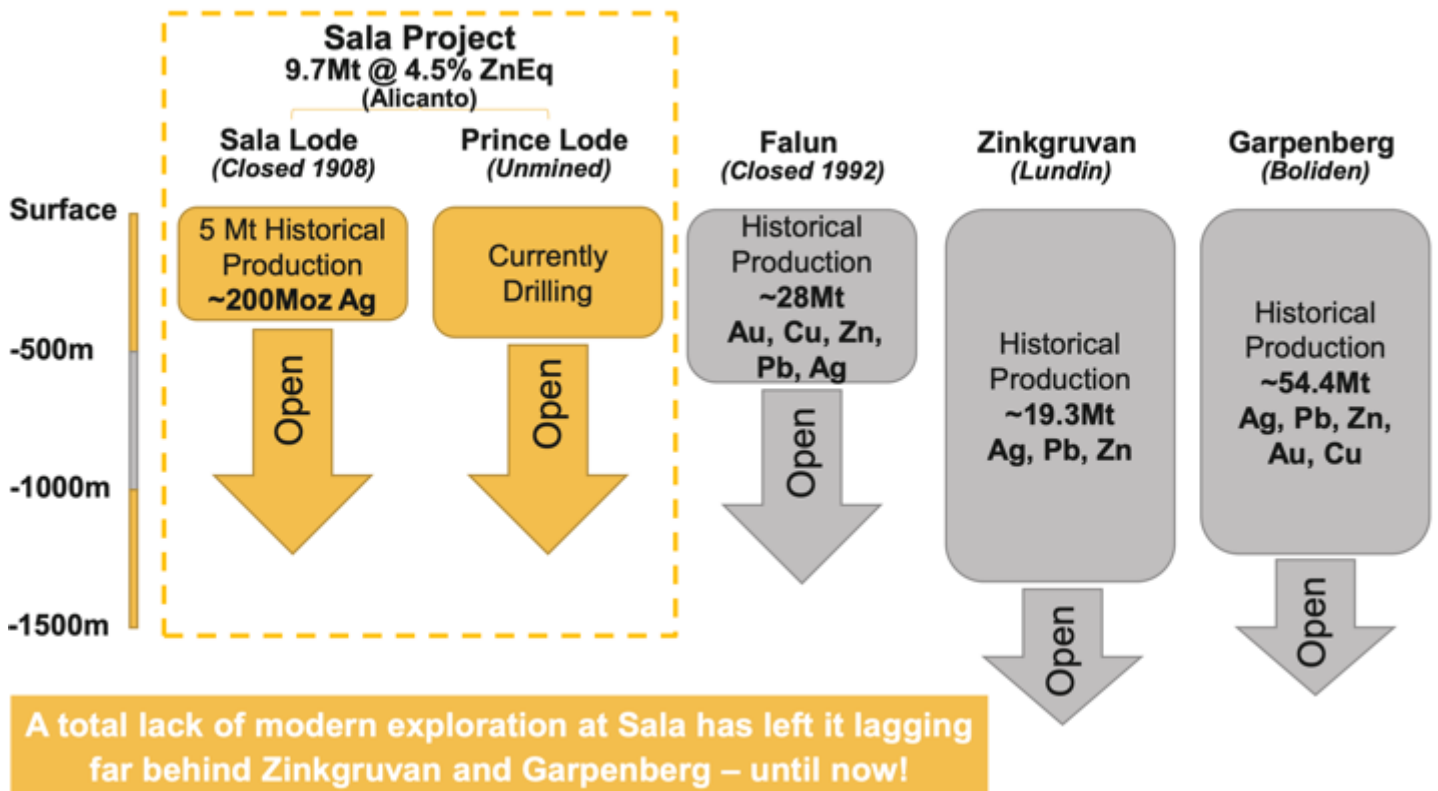 Sala Project
9.7Mt @ 4.5% ZnEq
(Alicanto)
Sala Lode
(Closed 1908)
Prince Lode
(Unmined)
Falun
(Closed 1992)
Zinkgruvan
(Lundin)
Garpenberg
(Boliden)
Surface
-500m
-1000m
-1500m
5 Mt Historical
Production
~200Moz Ag
Open
Currently
Drilling
Open
Historical
Production
~28Mt
Au, Cu, Zn,
Pb, Ag
Open
Historical
Production
~19.3Mt
Ag, Pb, Zn
Open
Historical
Production
~54.4Mt
Ag, Pb, Zn,
Au, Cu
Open
A total lack of modern exploration at Sala has left it lagging
far behind Zinkgruvan and Garpenberg – until now!